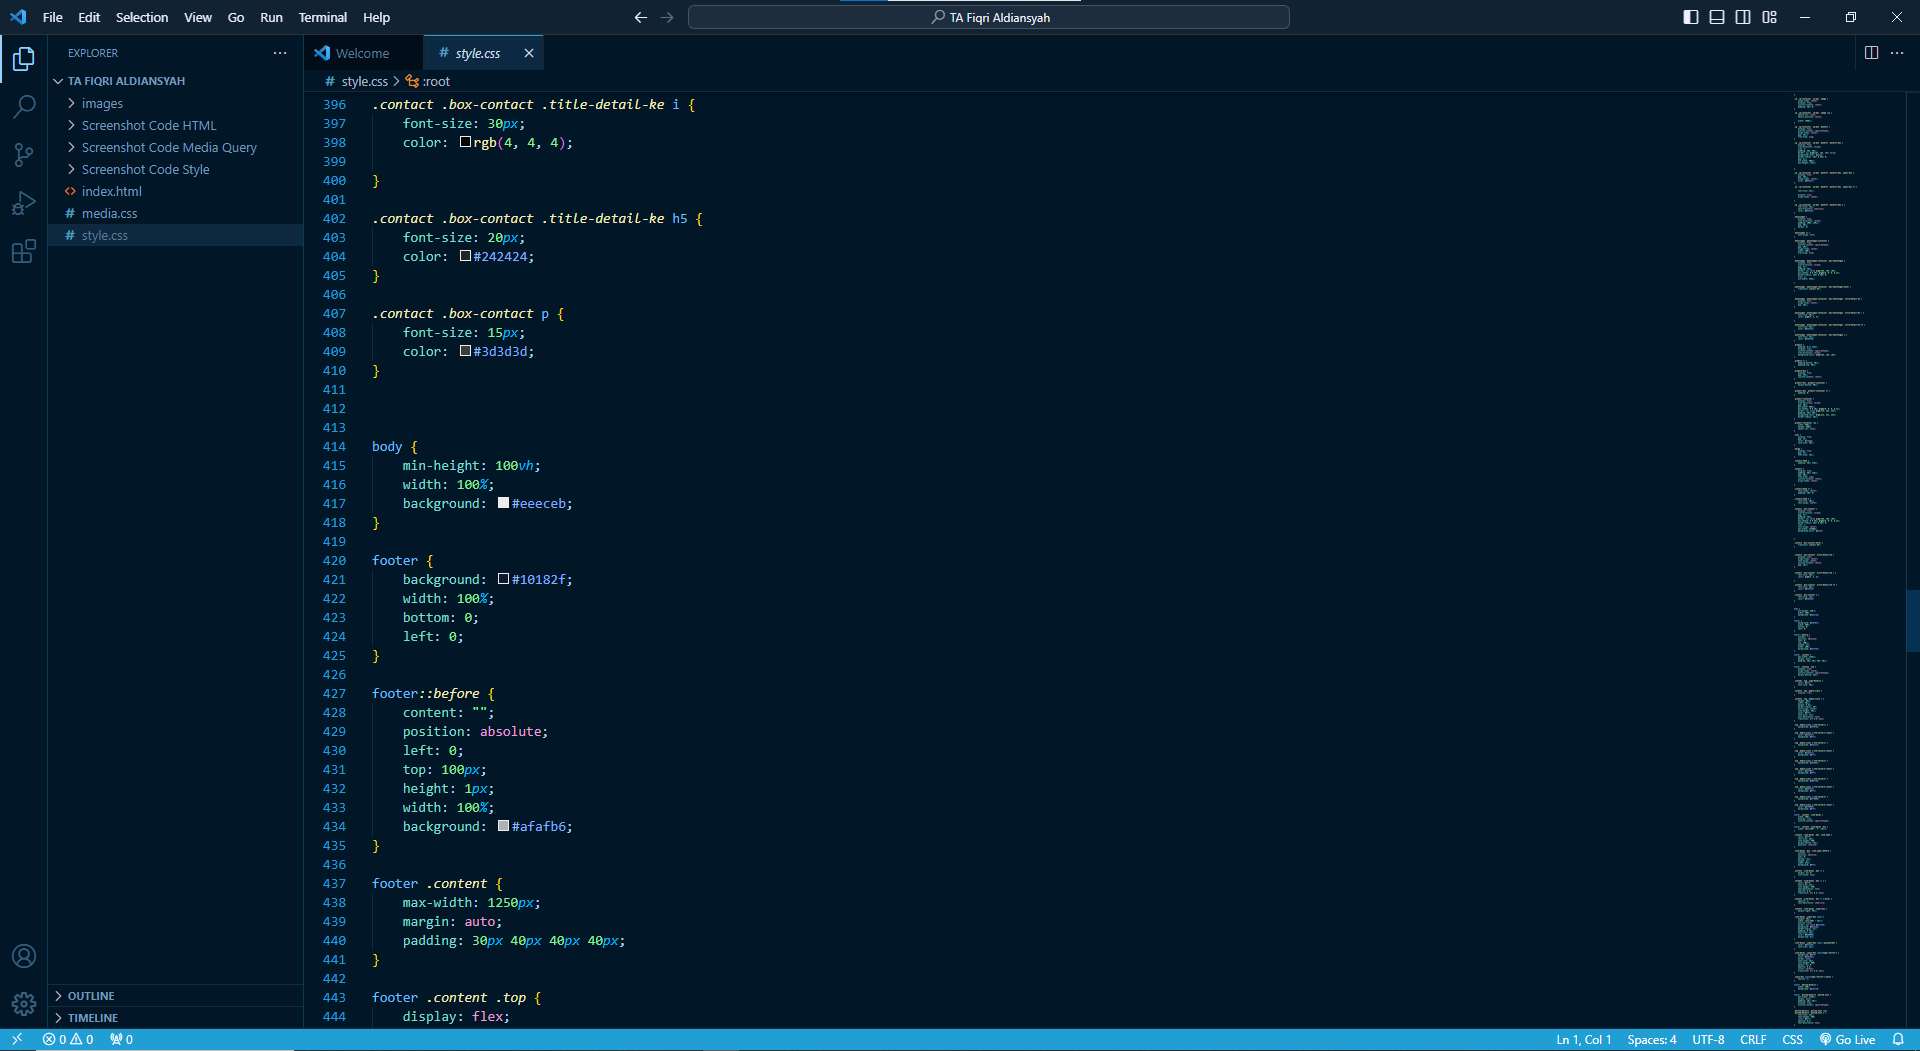 File Edit Selection View Go Run Terminal Help
TA Fiqri Aldiansyah
EXPLORER
TA FIQRI ALDIANSYAH
images
Screenshot Code HTML
Screenshot Code Media Query
Screenshot Code Style
index.html
# media.css
# style.css
OUTLINE
TIMELINE
Welcome
# style.css
# style.css > :root
396 .contact .box-contact .title-detail-ke i {
397 font-size: 30px;
398 color: rgb(4, 4, 4);
399
400 }
401
402 .contact .box-contact .title-detail-ke h5 {
403 font-size: 20px;
404 color: #242424;
405 }
406
407 .contact .box-contact p {
408 font-size: 15px;
409 color: #3d3d3d;
410 }
411
412
413
414 body {
415 min-height: 100vh;
416 width: 100%;
417 background: #eeeceb;
418 }
419
420 footer {
421 background: #10182f;
422 width: 100%;
423 bottom: 0;
424 left: 0;
425 }
426
427 footer::before {
428 content: "";
429 position: absolute;
430 left: 0;
431 top: 100px;
432 height: 1px;
433 width: 100%;
434 background: #afafb6;
435 }
436
437 footer .content {
438 max-width: 1250px;
439 margin: auto;
440 padding: 30px 40px 40px 40px;
441 }
442
443 footer .content .top {
444 display: flex;
0 0 0
Ln 1, Col 1 Spaces: 4 UTF-8 CRLF CSS Go Live